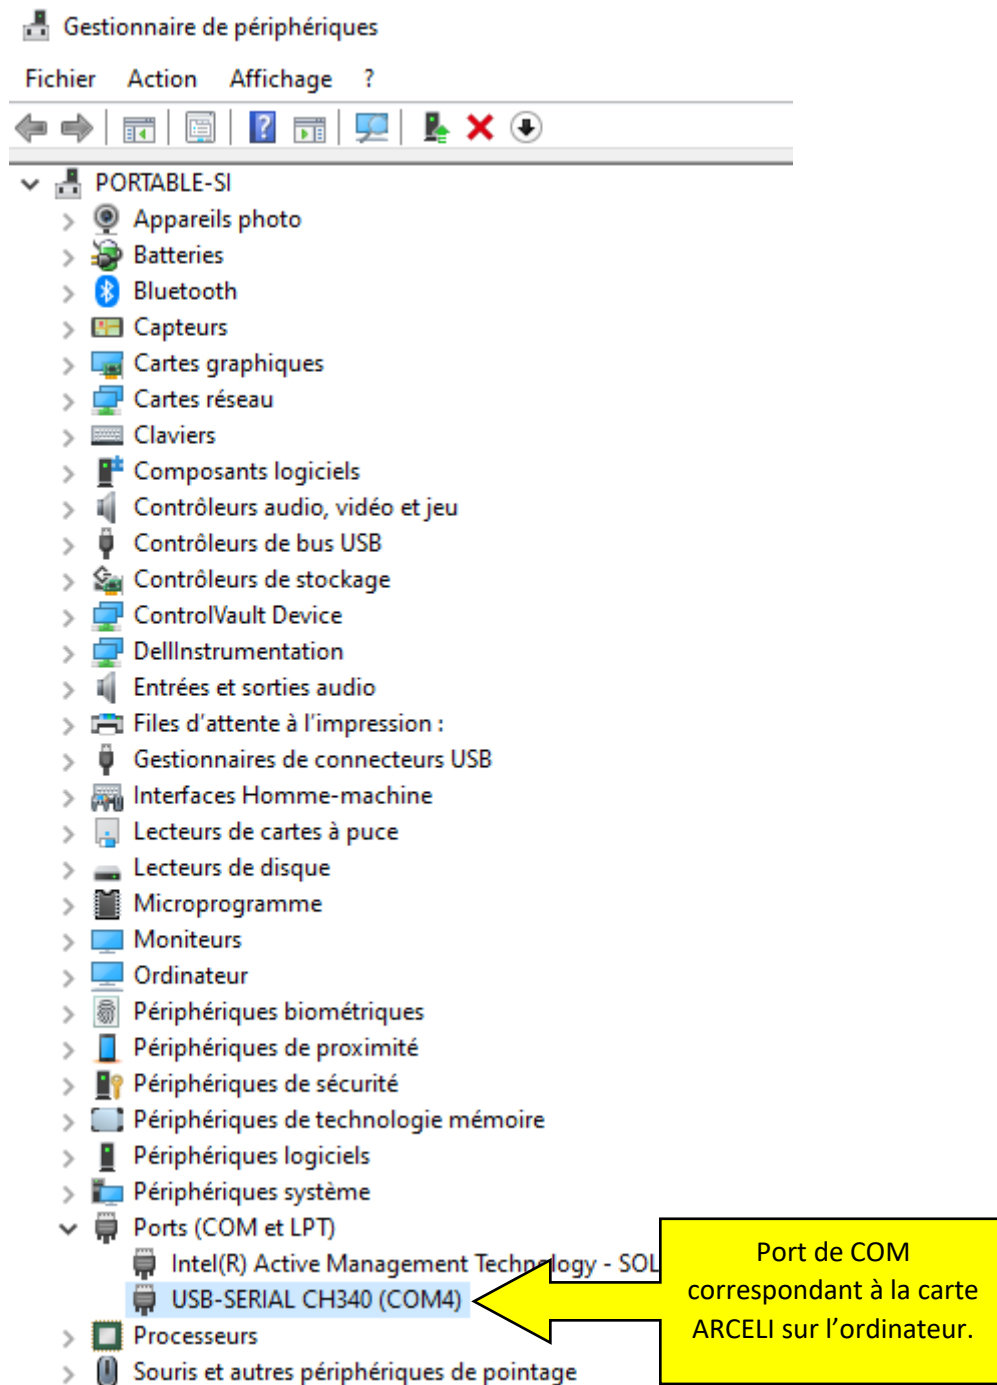 Gestionnaire de périphériques
Fichier Action Affichage ?
PORTABLE-SI
Appareils photo
Batteries
Bluetooth
Capteurs
Cartes graphiques
Cartes réseau
Claviers
Composants logiciels
Contrôleurs audio, vidéo et jeu
Contrôleurs de bus USB
Contrôleurs de stockage
ControlVault Device
DellInstrumentation
Entrées et sorties audio
Files d'attente à l'impression :
Gestionnaires de connecteurs USB
Interfaces Homme-machine
Lecteurs de cartes à puce
Lecteurs de disque
Microprogramme
Moniteurs
Ordinateur
Périphériques biométriques
Périphériques de proximité
Périphériques de sécurité
Périphériques de technologie mémoire
Périphériques logiciels
Périphériques système
Ports (COM et LPT)
Intel(R) Active Management Technology - SOL
USB-SERIAL CH340 (COM4)
Processeurs
Souris et autres périphériques de pointage
Port de COM
correspondant à la carte
ARCELI sur l’ordinateur.